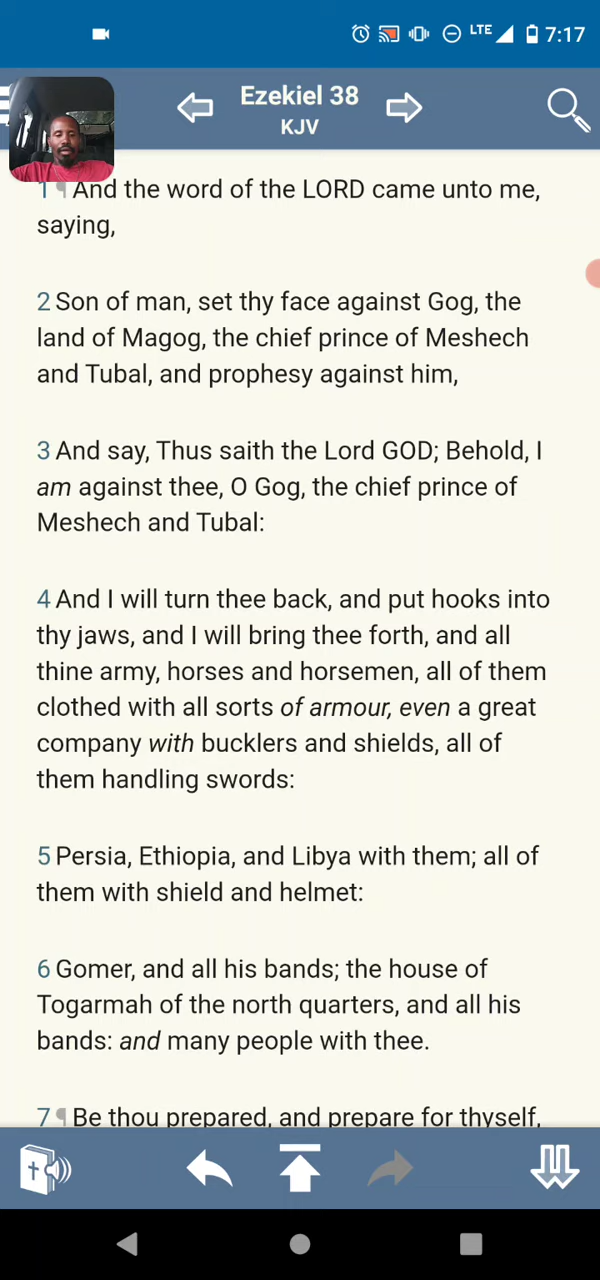 LTE 7:17
Ezekiel 38
KJV
1 ¶ And the word of the LORD came unto me,
saying,
2 Son of man, set thy face against Gog, the
land of Magog, the chief prince of Meshech
and Tubal, and prophesy against him,
3 And say, Thus saith the Lord GOD; Behold, I
am against thee, O Gog, the chief prince of
Meshech and Tubal:
4 And I will turn thee back, and put hooks into
thy jaws, and I will bring thee forth, and all
thine army, horses and horsemen, all of them
clothed with all sorts of armour, even a great
company with bucklers and shields, all of
them handling swords:
5 Persia, Ethiopia, and Libya with them; all of
them with shield and helmet:
6 Gomer, and all his bands; the house of
Togarmah of the north quarters, and all his
bands: and many people with thee.
7 ¶ Be thou prepared, and prepare for thyself,